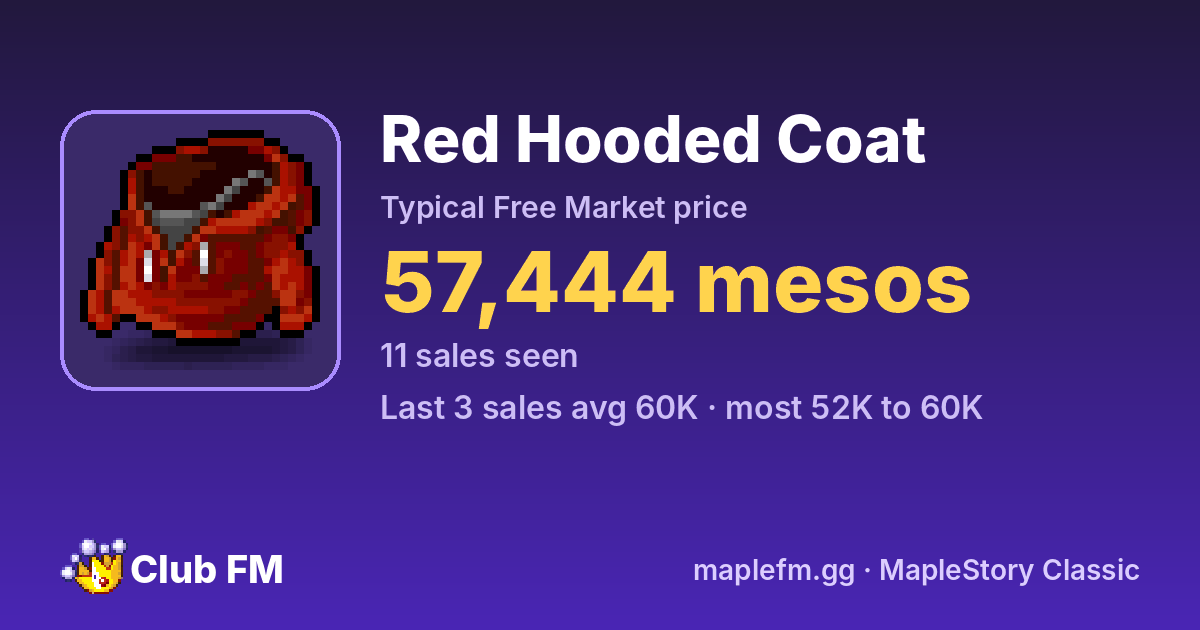 Red Hooded Coat
Typical Free Market price
57,444 mesos
11 sales seen
Last 3 sales avg 60K · most 52K to 60K
Club FM
maplefm.gg · MapleStory Classic